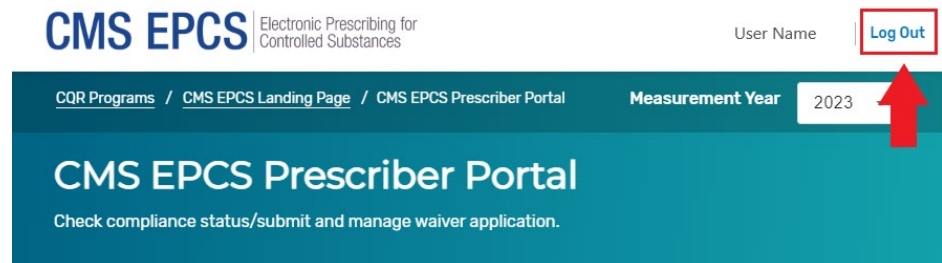 CMS EPCS Electronic Prescribing for
Controlled Substances
User Name
Log Out
CQR Programs / CMS EPCS Landing Page / CMS EPCS Prescriber Portal
Measurement Year
2023
CMS EPCS Prescriber Portal
Check compliance status/submit and manage waiver application.